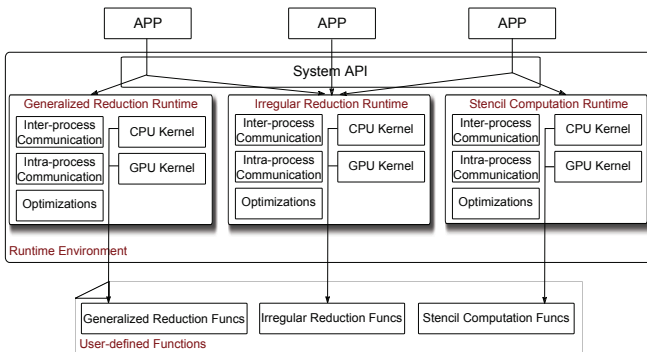 APP
APP
APP
System API
Generalized Reduction Runtime
Inter-process
Communication
CPU Kernel
Intra-process
Communication
GPU Kernel
Optimizations
Irregular Reduction Runtime
Inter-process
Communication
CPU Kernel
Intra-process
Communication
GPU Kernel
Optimizations
Stencil Computation Runtime
Inter-process
Communication
CPU Kernel
Intra-process
Communication
GPU Kernel
Optimizations
Runtime Environment
Generalized Reduction Funcs
Irregular Reduction Funcs
Stencil Computation Funcs
User-defined Functions